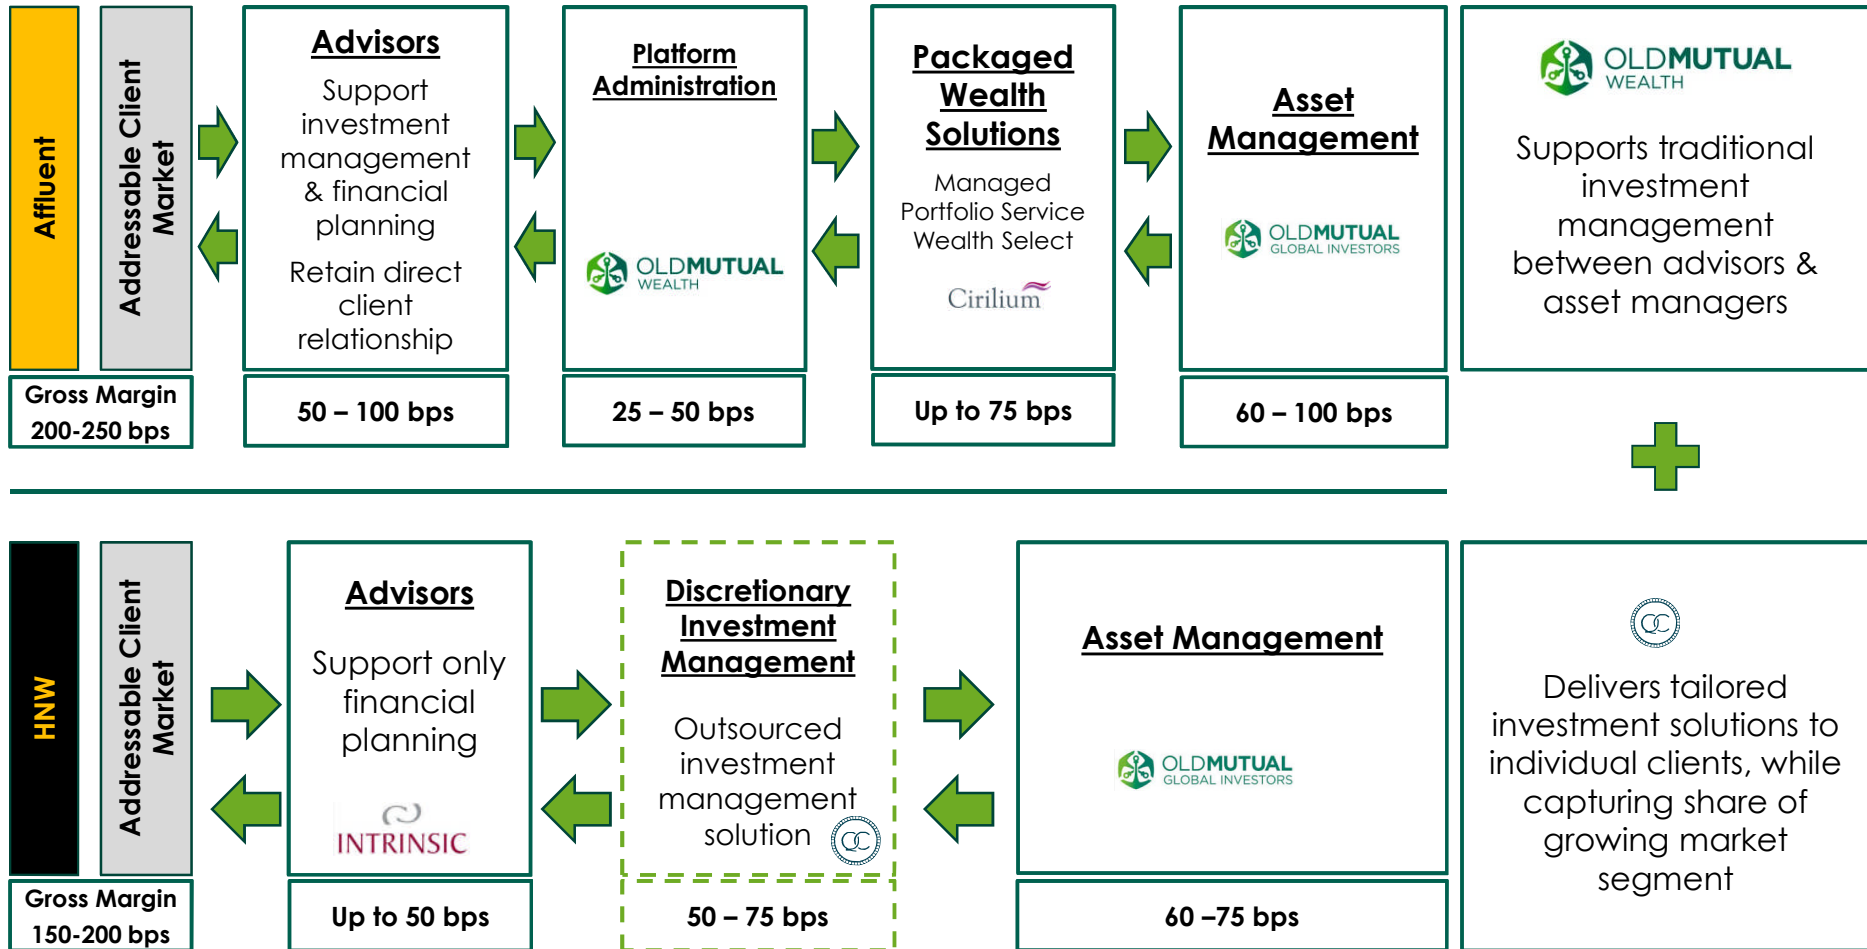 Affluent
Addressable Client
Market
Gross Margin
200-250 bps
Advisors
Support
investment
management
& financial
planning
Retain direct
client
relationship
50 – 100 bps
Platform
Administration
OLDMUTUAL
WEALTH
25 – 50 bps
Packaged
Wealth
Solutions
Managed
Portfolio Service
Wealth Select
Cirilium
Up to 75 bps
Asset
Management
OLDMUTUAL
GLOBAL INVESTORS
60 – 100 bps
OLDMUTUAL
WEALTH
Supports traditional
investment
management
between advisors &
asset managers
HNW
Addressable Client
Market
Gross Margin
150-200 bps
Advisors
Support only
financial
planning
INTRINSIC
Up to 50 bps
Discretionary
Investment
Management
Outsourced
investment
management
solution
QC
50 – 75 bps
Asset Management
OLDMUTUAL
GLOBAL INVESTORS
60 –75 bps
QC
Delivers tailored
investment solutions to
individual clients, while
capturing share of
growing market
segment